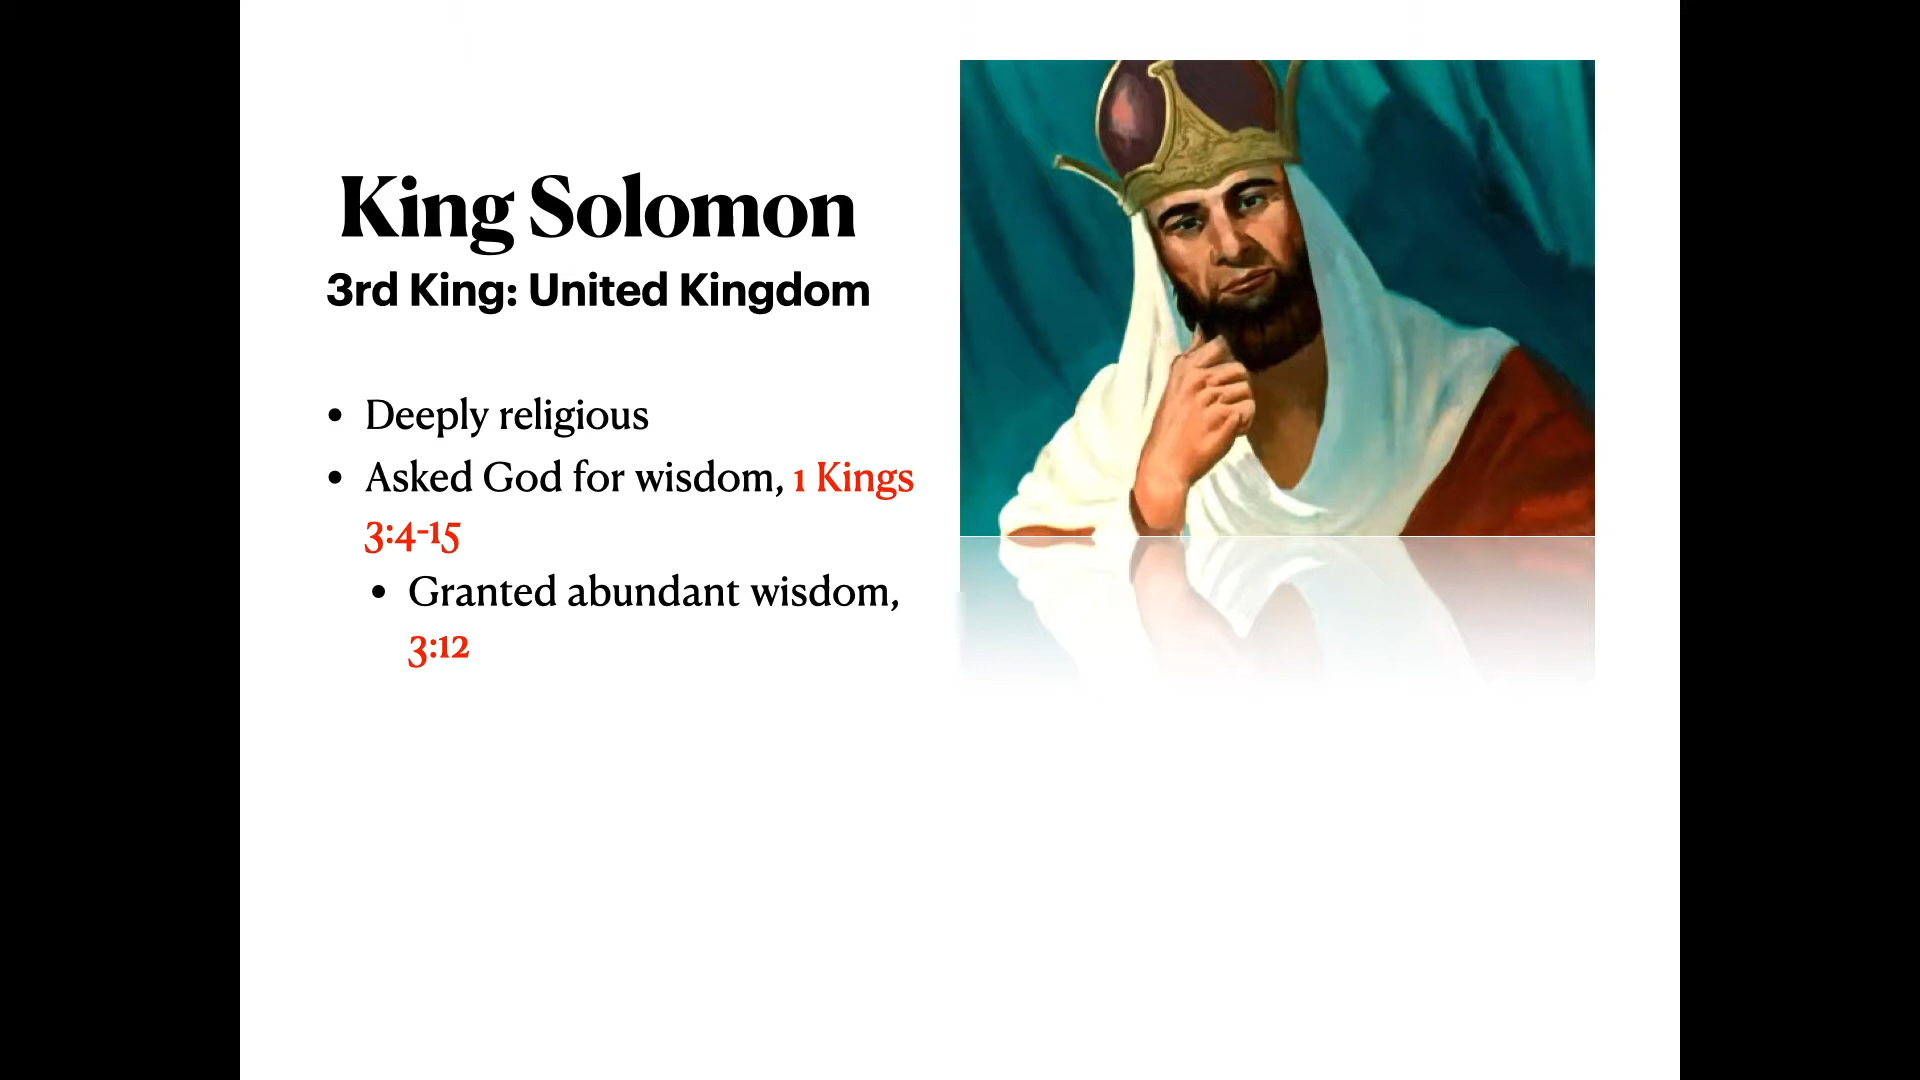 King Solomon
3rd King: United Kingdom
• Deeply religious
• Asked God for wisdom, 1 Kings
3:4-15
• Granted abundant wisdom,
3:12